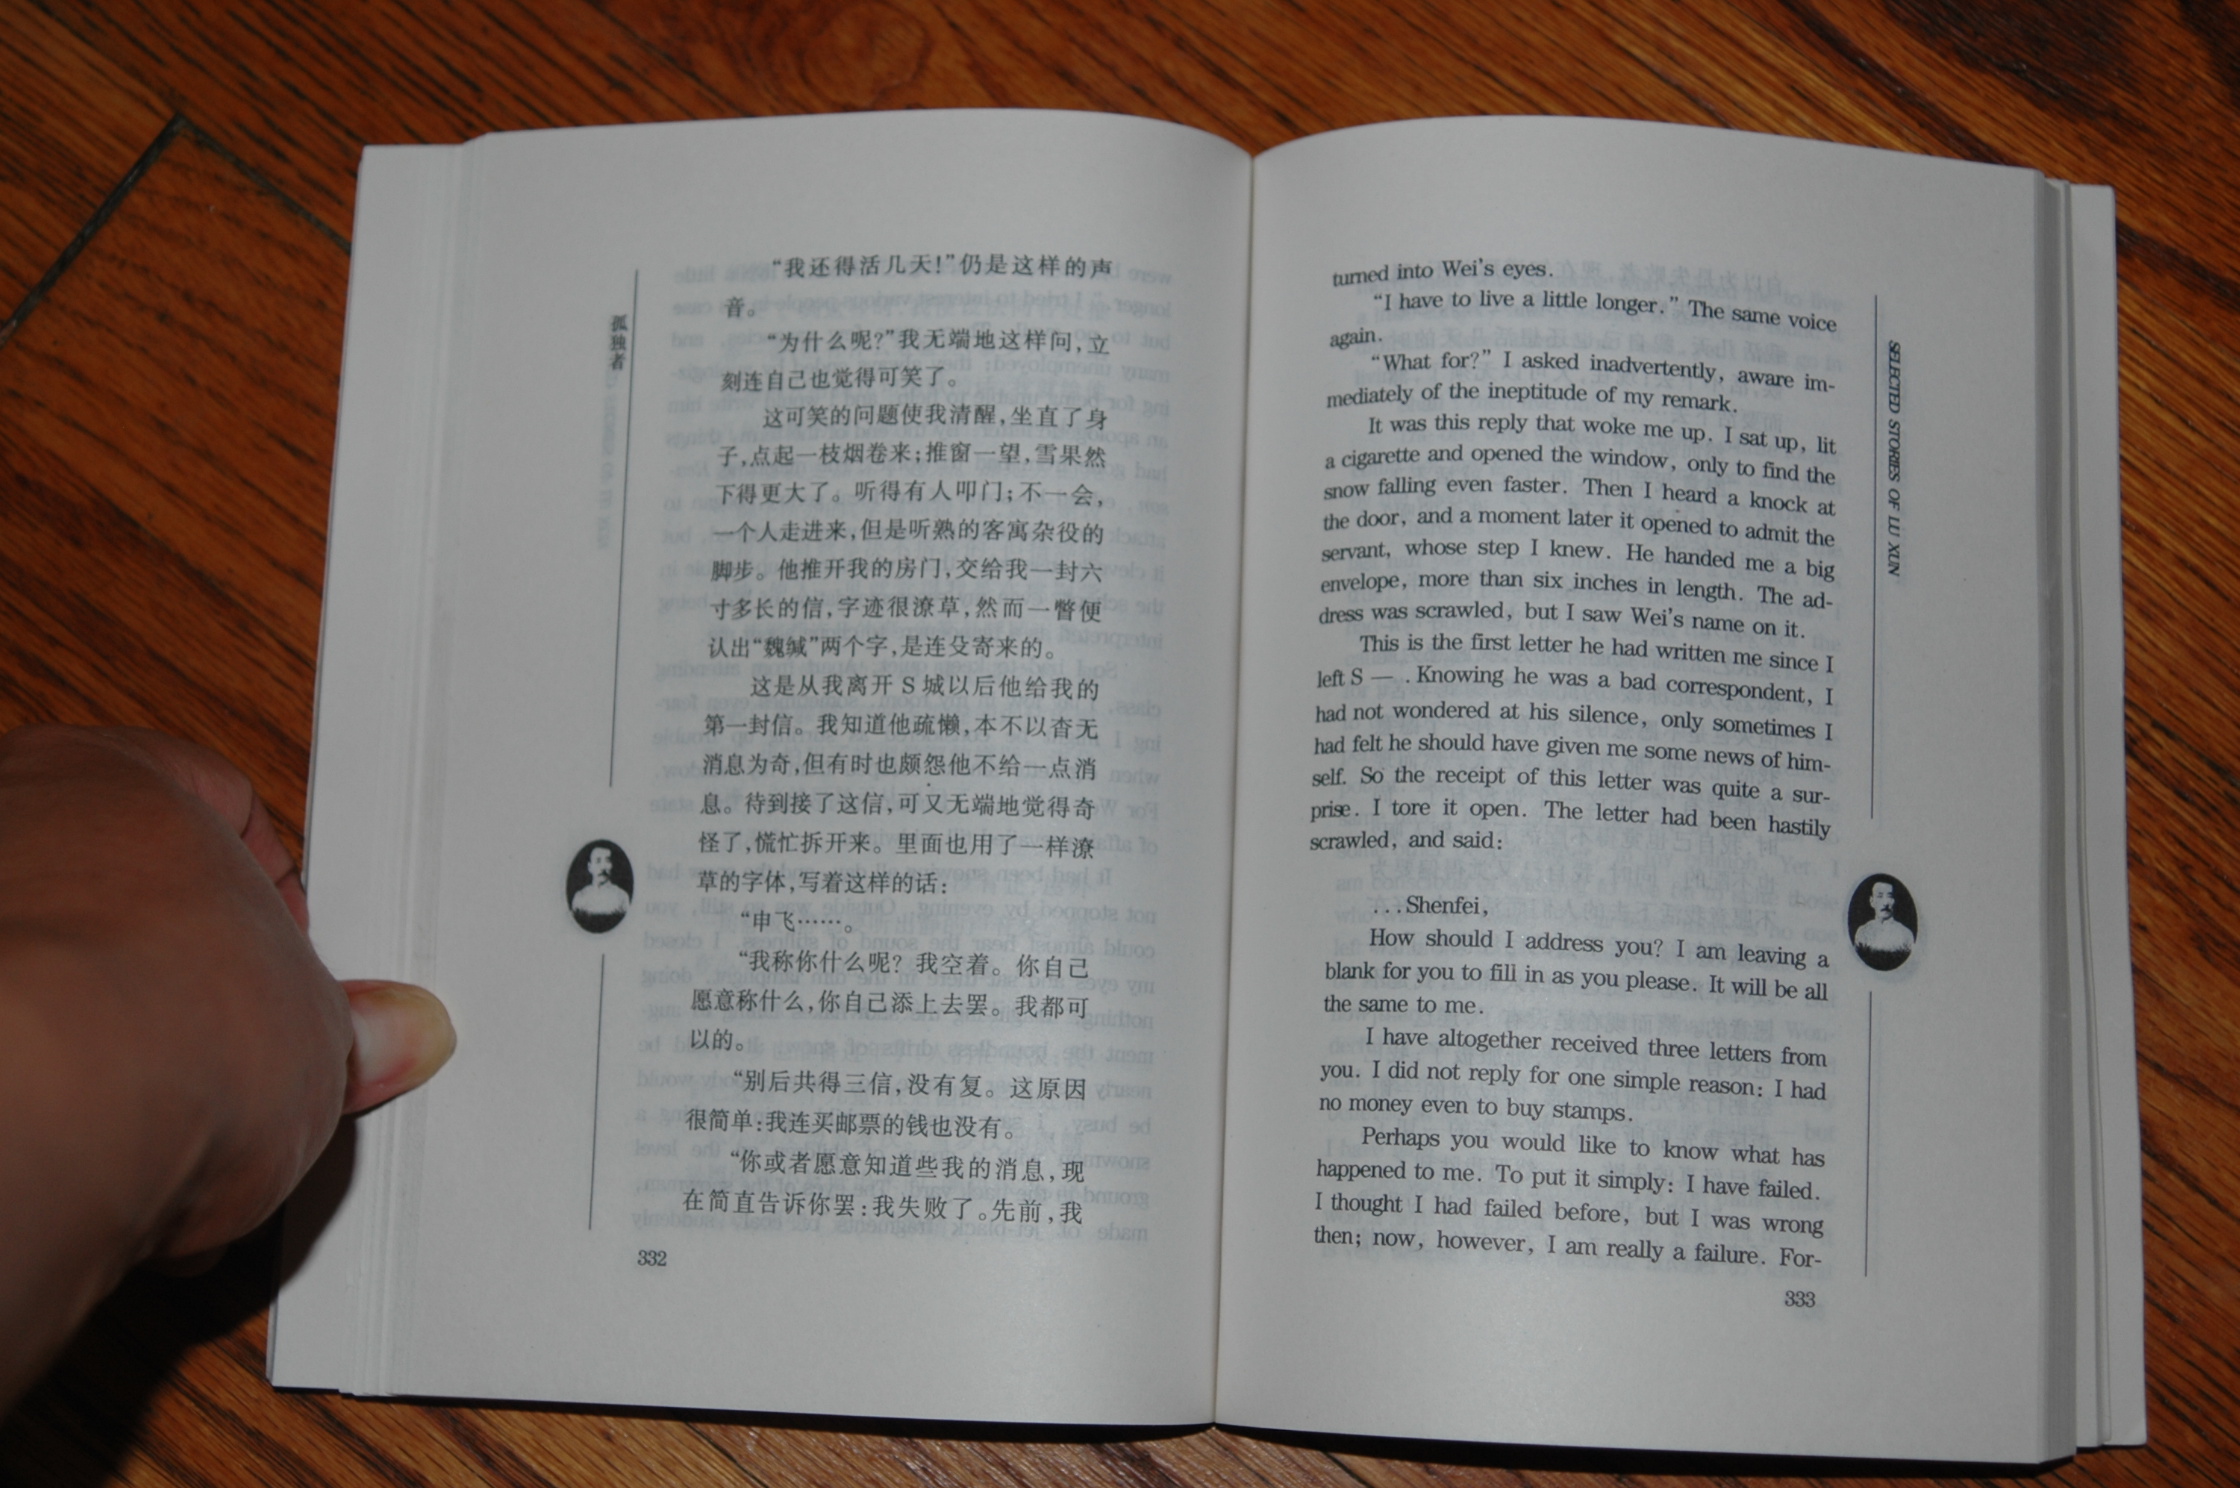 孤独者
“我还得活几天!”仍是这样的声
音。
“为什么呢?”我无端地这样问,立
刻连自己也觉得可笑了。
这可笑的问题使我清醒,坐直了身
子,点起一枝烟卷来;推窗一望,雪果然
下得更大了。听得有人叩门;不一会,
一个人走进来,但是听熟的客寓杂役的
脚步。他推开我的房门,交给我一封六
寸多长的信,字迹很潦草,然而一瞥便
认出“魏缄”两个字,是连殳寄来的。
这是从我离开 S 城以后他给我的
第一封信。我知道他疏懒,本不以杳无
消息为奇,但有时也颇怨他不给一点消
息。待到接了这信,可又无端地觉得奇
怪了,慌忙拆开来。里面也用了一样潦
草的字体,写着这样的话:
“申飞……。
“我称你什么呢? 我空着。你自己
愿意称什么,你自己添上去罢。我都可
以的。
“别后共得三信,没有复。这原因
很简单:我连买邮票的钱也没有。
“你或者愿意知道些我的消息,现
在简直告诉你罢:我失败了。先前,我
332
turned into Wei's eyes.
“I have to live a little longer.” The same voice
again.
“What for?” I asked inadvertently, aware im-
mediately of the ineptitude of my remark.
It was this reply that woke me up. I sat up, lit
a cigarette and opened the window, only to find the
snow falling even faster. Then I heard a knock at
the door, and a moment later it opened to admit the
servant, whose step I knew. He handed me a big
envelope, more than six inches in length. The ad-
dress was scrawled, but I saw Wei's name on it.
This is the first letter he had written me since I
left S — . Knowing he was a bad correspondent, I
had not wondered at his silence, only sometimes I
had felt he should have given me some news of him-
self. So the receipt of this letter was quite a sur-
prise. I tore it open. The letter had been hastily
scrawled, and said:
...Shenfei,
How should I address you? I am leaving a
blank for you to fill in as you please. It will be all
the same to me.
I have altogether received three letters from
you. I did not reply for one simple reason: I had
no money even to buy stamps.
Perhaps you would like to know what has
happened to me. To put it simply: I have failed.
I thought I had failed before, but I was wrong
then; now, however, I am really a failure. For-
333
SELECTED STORIES OF LU XUN